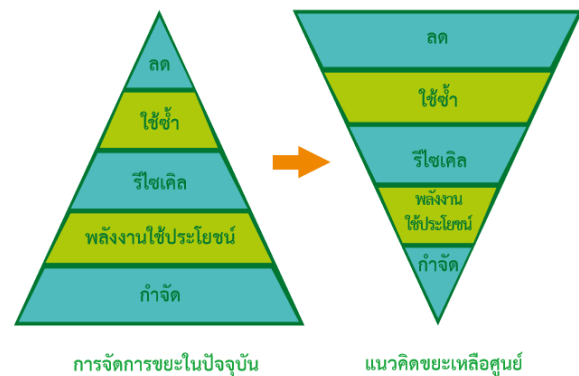 ลด
ใช้ซ้ำ
รีไซเคิล
พลังงานใช้ประโยชน์
กำจัด
การจัดการขยะในปัจจุบัน
ลด
ใช้ซ้ำ
รีไซเคิล
พลังงาน
ใช้ประโยชน์
กำจัด
แนวคิดขยะเหลือศูนย์